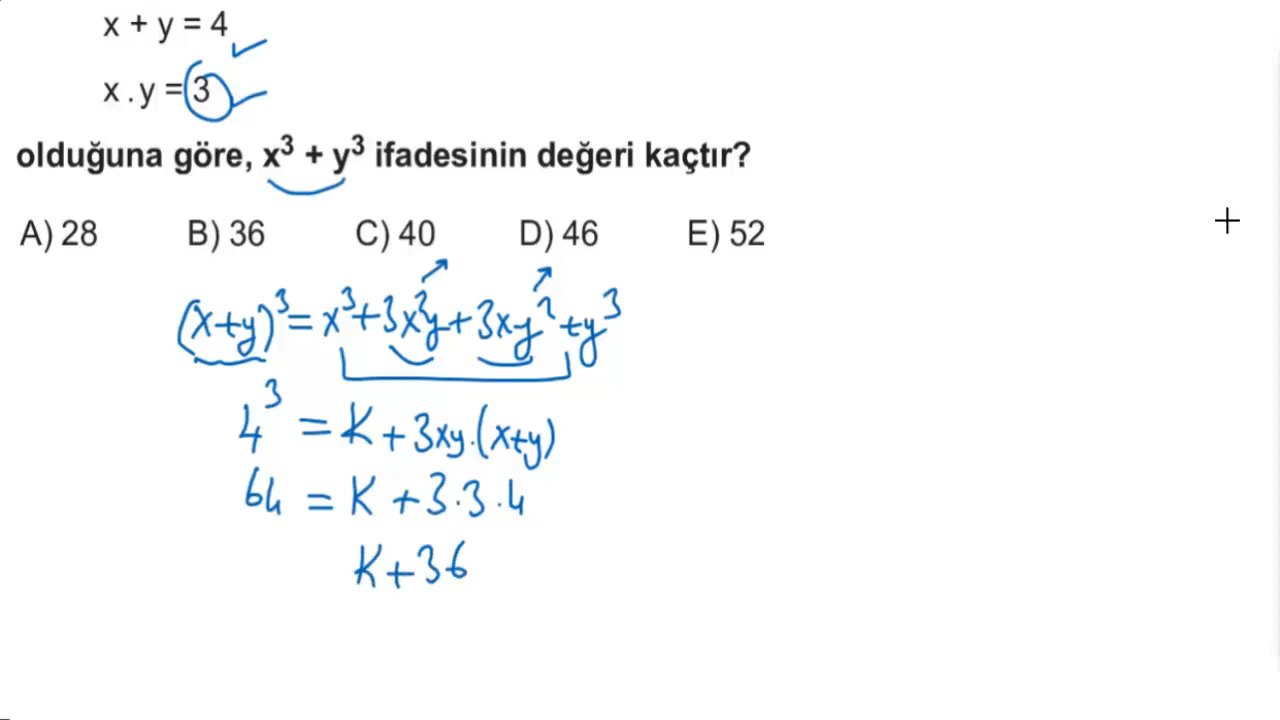 x + y = 4
x . y = 3
olduğuna göre, x³ + y³ ifadesinin değeri kaçtır?
A) 28 B) 36 C) 40 D) 46 E) 52
(x+y)³ = x³+3x²y+3xy²+y³
4³ = K+3xy.(x+y)
64 = K+3.3.4
K+36